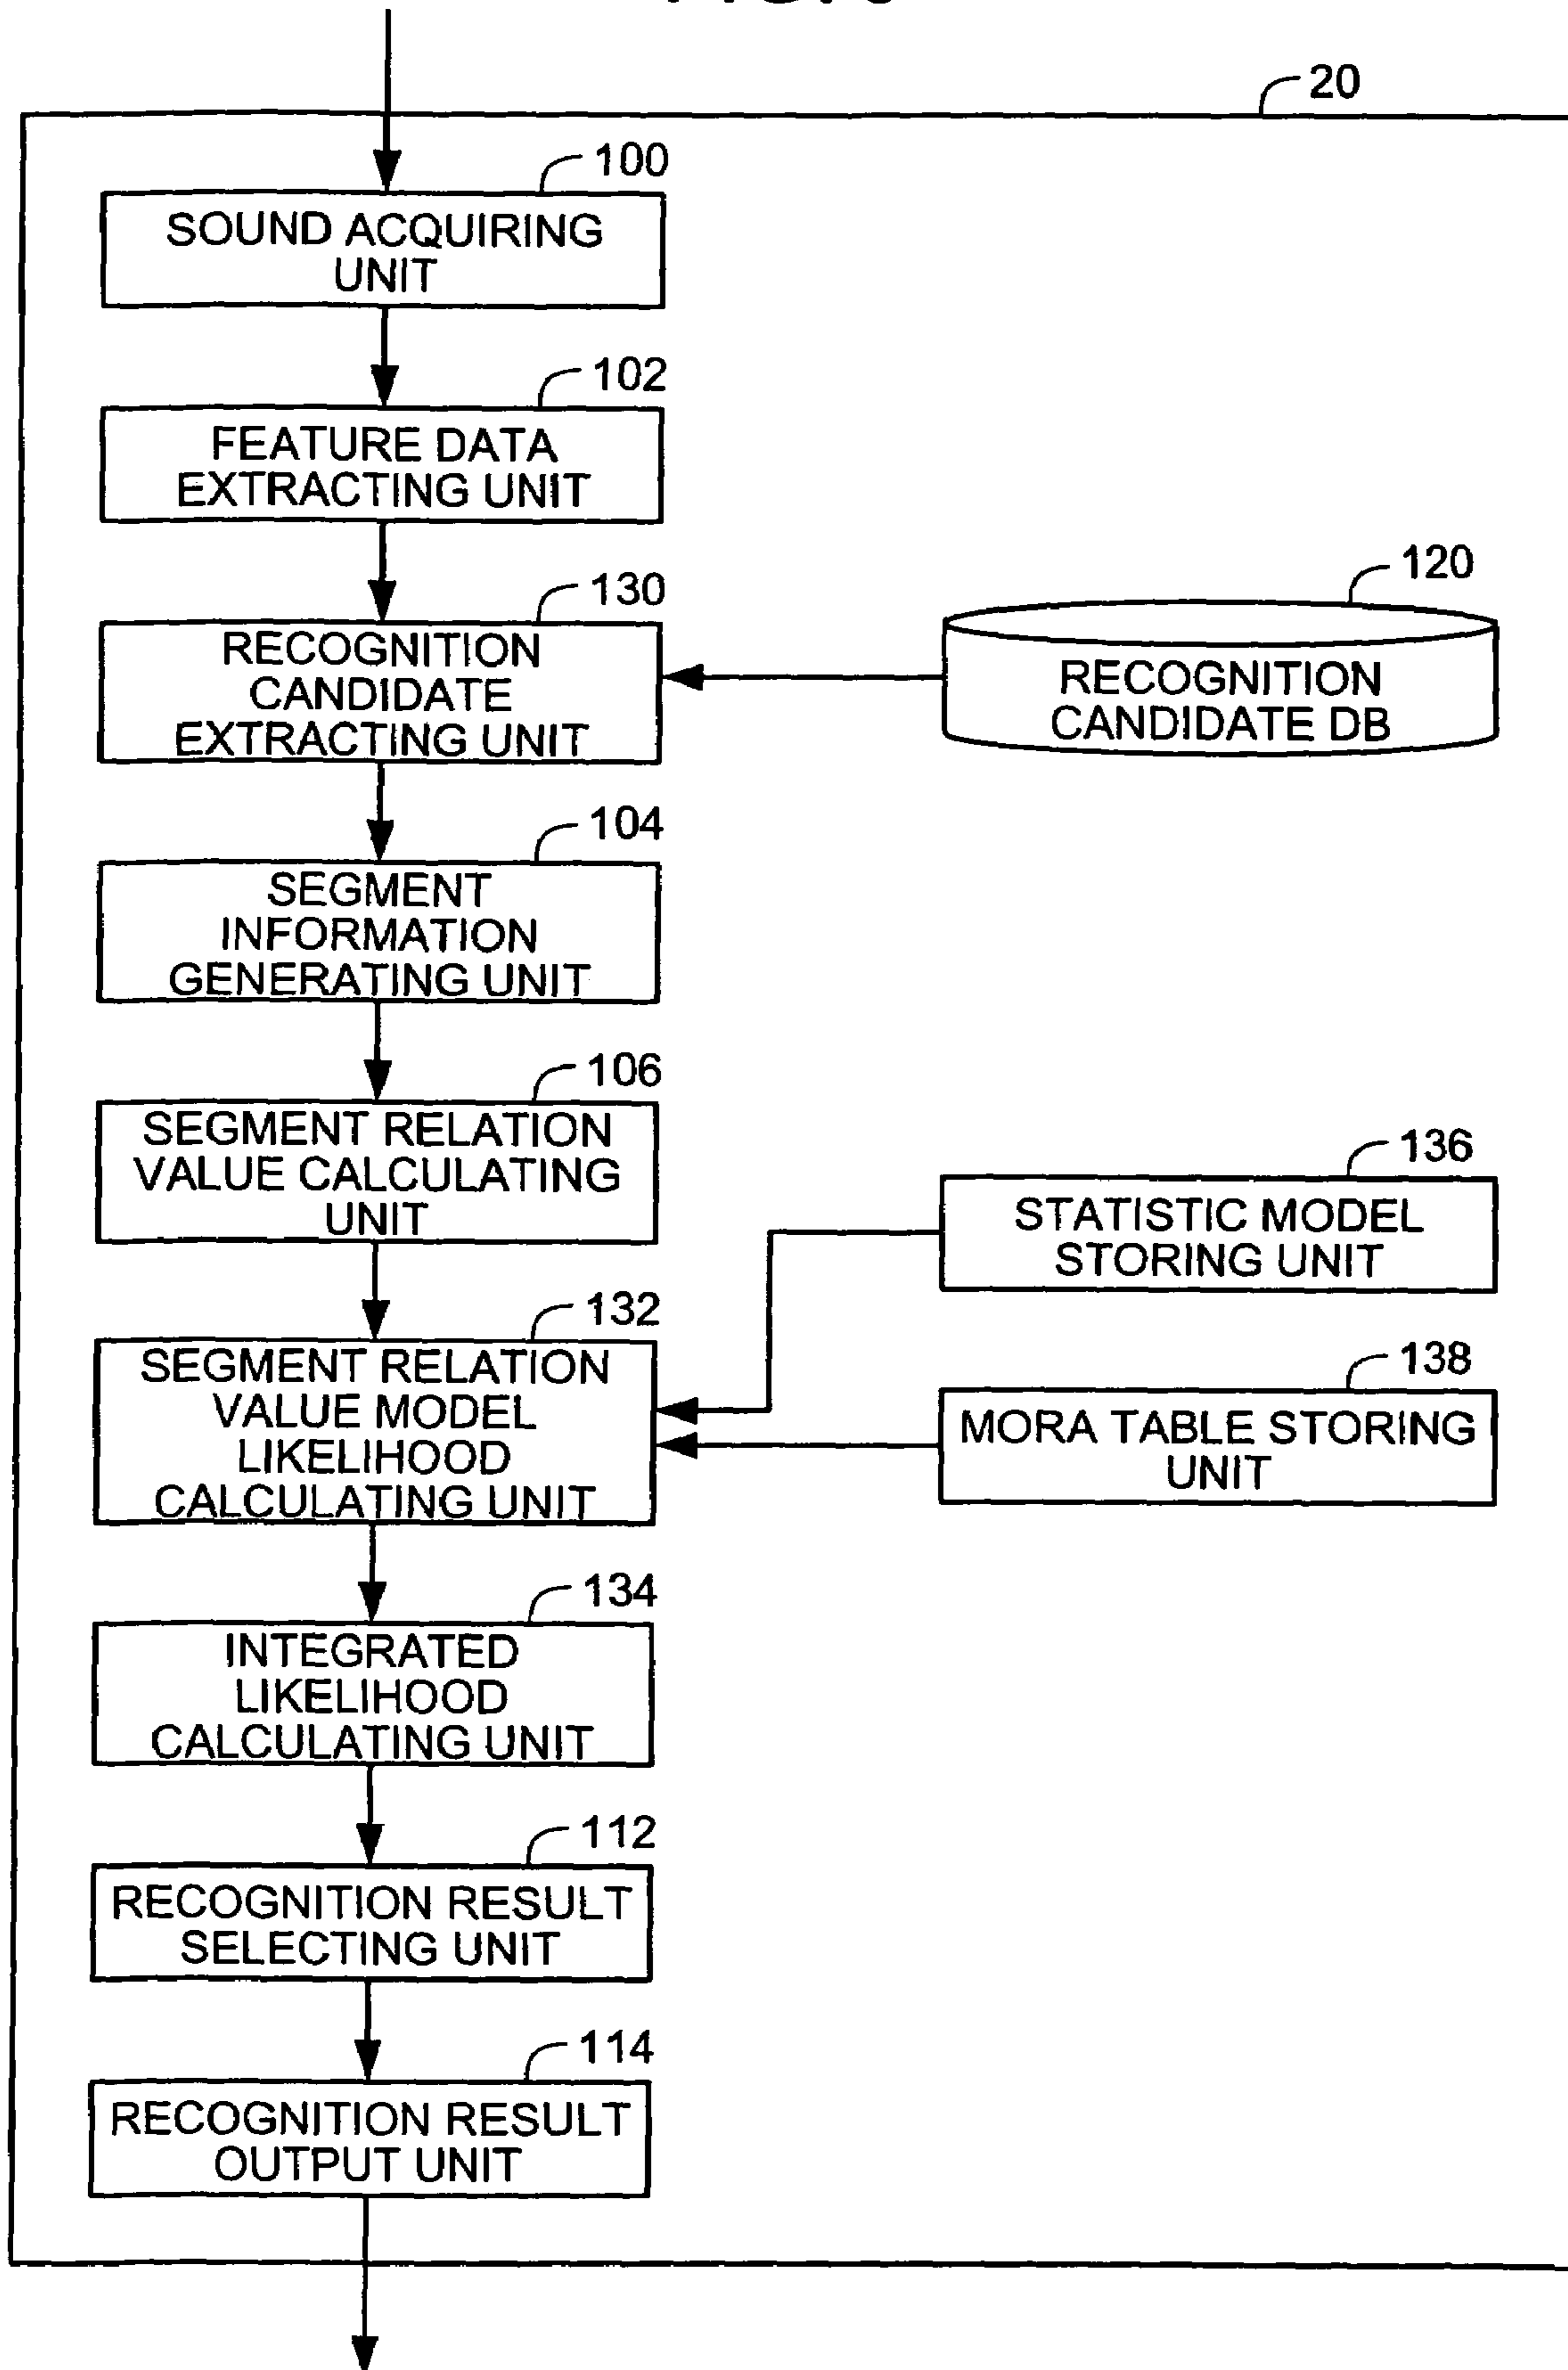 20
100
SOUND ACQUIRING
UNIT
102
FEATURE DATA
EXTRACTING UNIT
130
RECOGNITION
CANDIDATE
EXTRACTING UNIT
120
RECOGNITION
CANDIDATE DB
104
SEGMENT
INFORMATION
GENERATING UNIT
106
SEGMENT RELATION
VALUE CALCULATING
UNIT
136
STATISTIC MODEL
STORING UNIT
132
SEGMENT RELATION
VALUE MODEL
LIKELIHOOD
CALCULATING UNIT
138
MORA TABLE STORING
UNIT
134
INTEGRATED
LIKELIHOOD
CALCULATING UNIT
112
RECOGNITION RESULT
SELECTING UNIT
114
RECOGNITION RESULT
OUTPUT UNIT